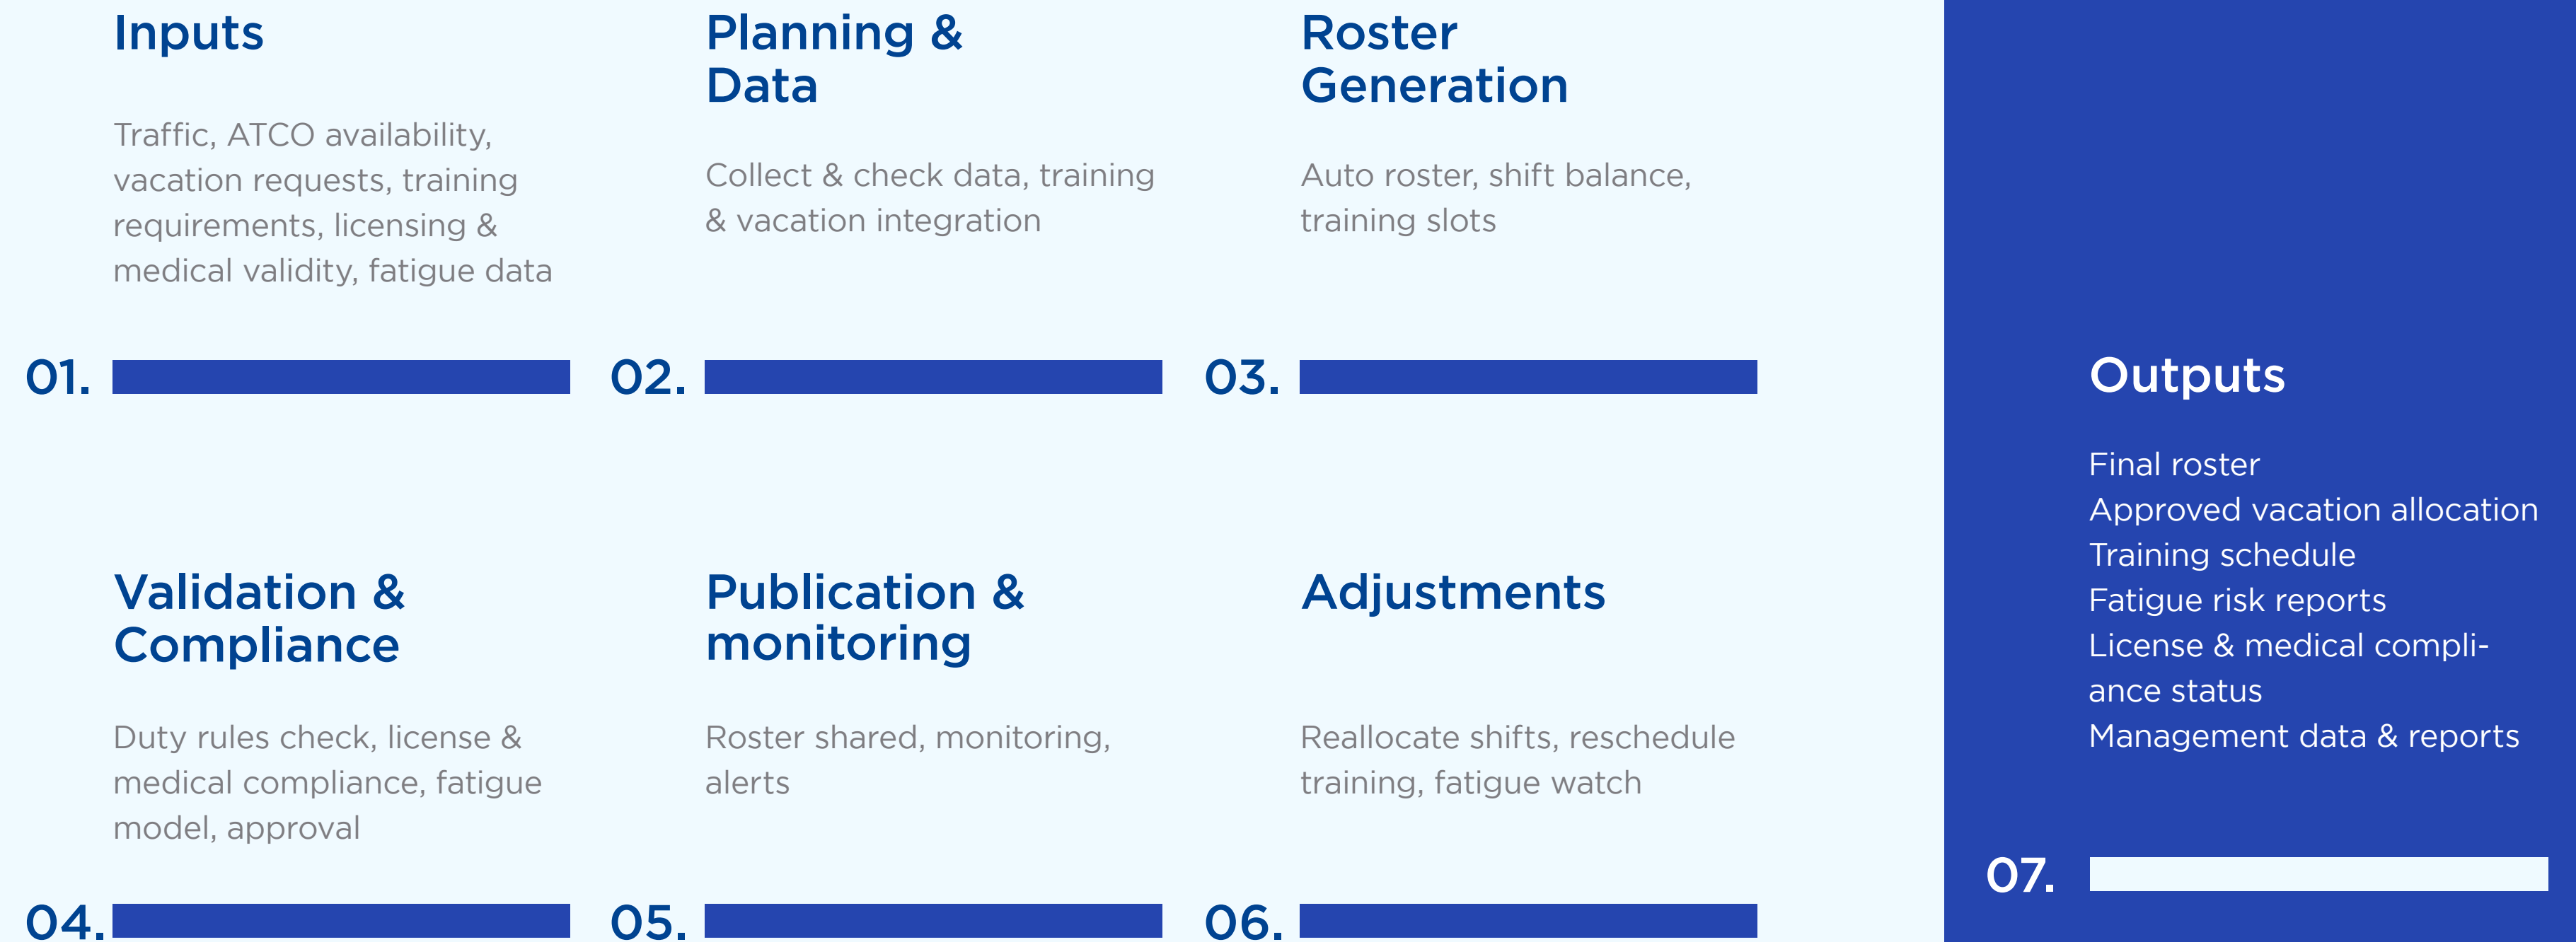 Inputs
Traffic, ATCO availability,
vacation requests, training
requirements, licensing &
medical validity, fatigue data
01.
Planning &
Data
Collect & check data, training
& vacation integration
02.
Roster
Generation
Auto roster, shift balance,
training slots
03.
Validation &
Compliance
Duty rules check, license &
medical compliance, fatigue
model, approval
04.
Publication &
monitoring
Roster shared, monitoring,
alerts
05.
Adjustments
Reallocate shifts, reschedule
training, fatigue watch
06.
Outputs
Final roster
Approved vacation allocation
Training schedule
Fatigue risk reports
License & medical compli-
ance status
Management data & reports
07.